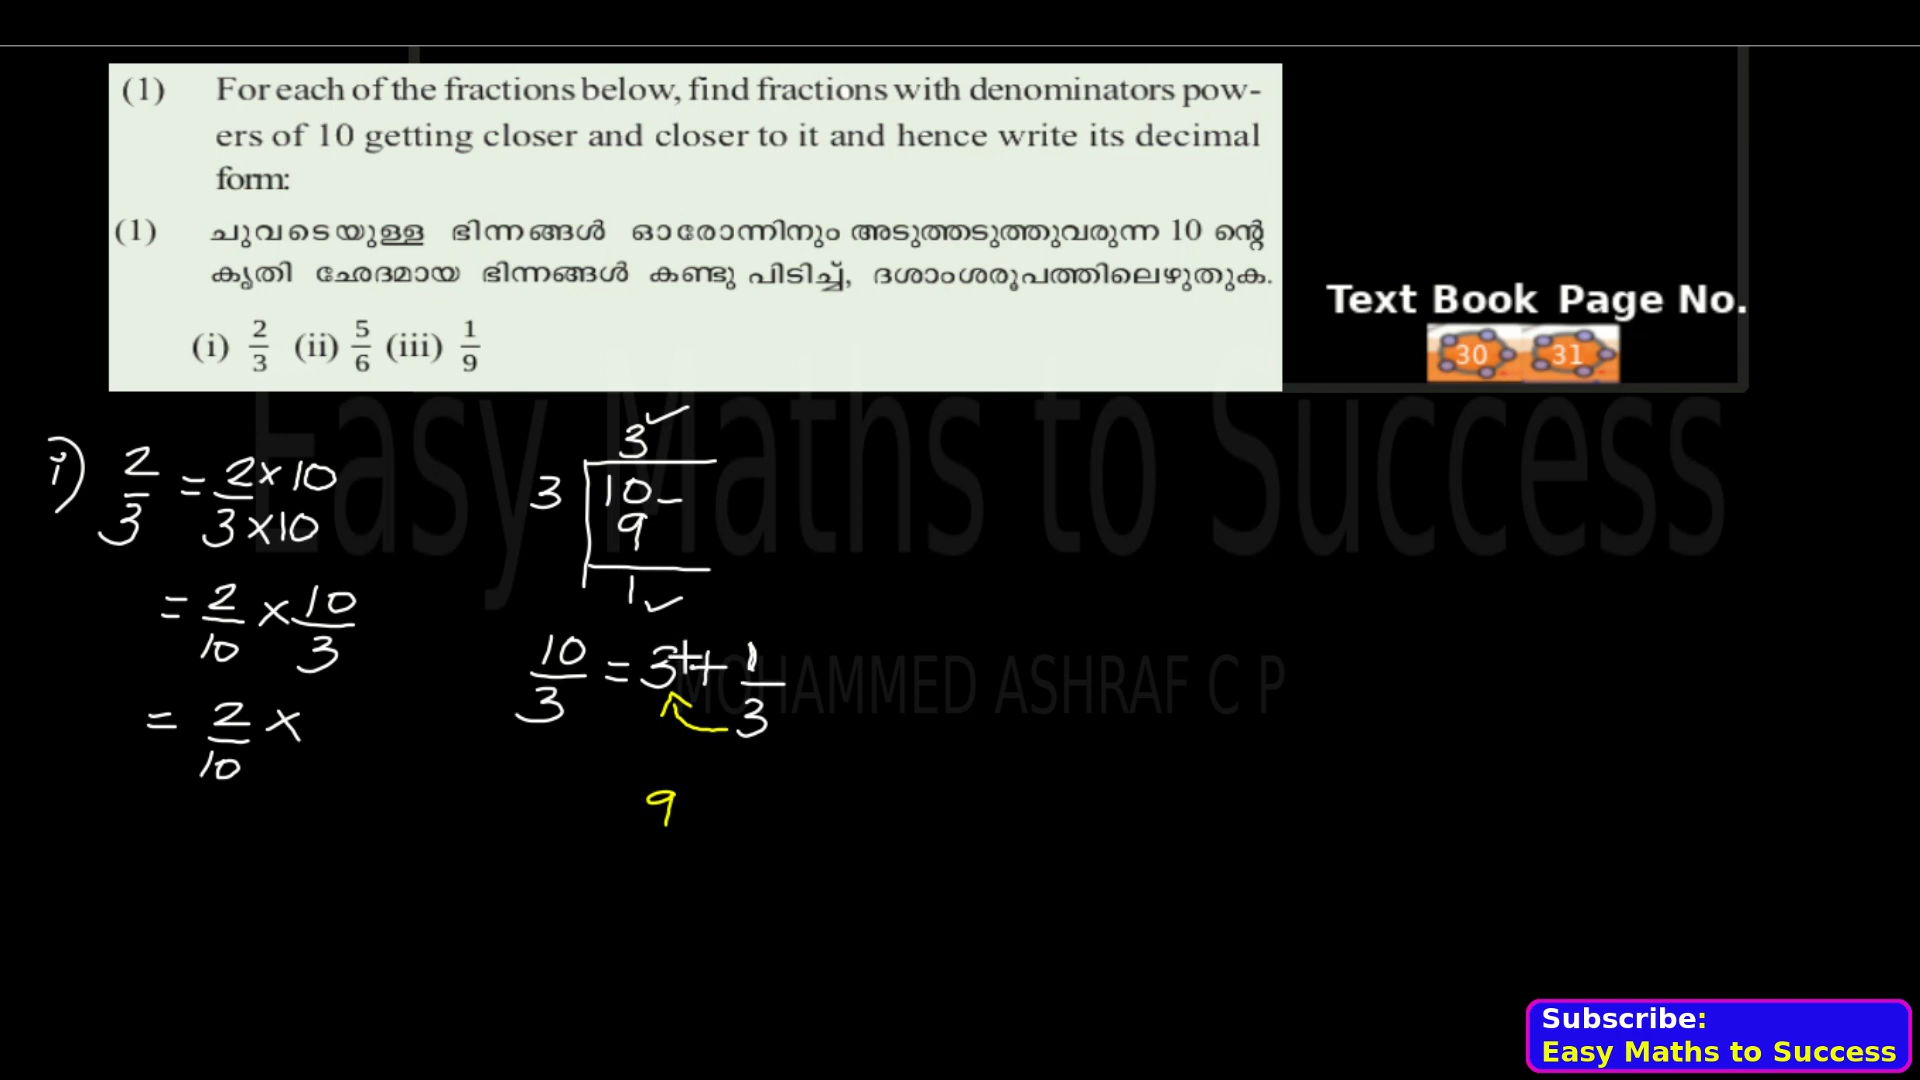 (1) For each of the fractions below, find fractions with denominators pow-
ers of 10 getting closer and closer to it and hence write its decimal
form:
(1) ചുവടെയുള്ള ഭിന്നങ്ങൾ ഓരോന്നിനും അടുത്തടുത്തുവരുന്ന 10 ന്റെ
കൃതി ഛേദമായ ഭിന്നങ്ങൾ കണ്ടു പിടിച്ച്, ദശാംശരൂപത്തിലെഴുതുക.
(i) 2/3 (ii) 5/6 (iii) 1/9
Text Book Page No.
30 31
i) 2/3 = 2×10/3×10
= 2/10 × 10/3
= 2/10 ×
3 ✓
3 10 -
9
1 ✓
10/3 = 3 + + 1/3
9
Easy Maths to Success
MOHAMMED ASHRAF C P
Subscribe:
Easy Maths to Success